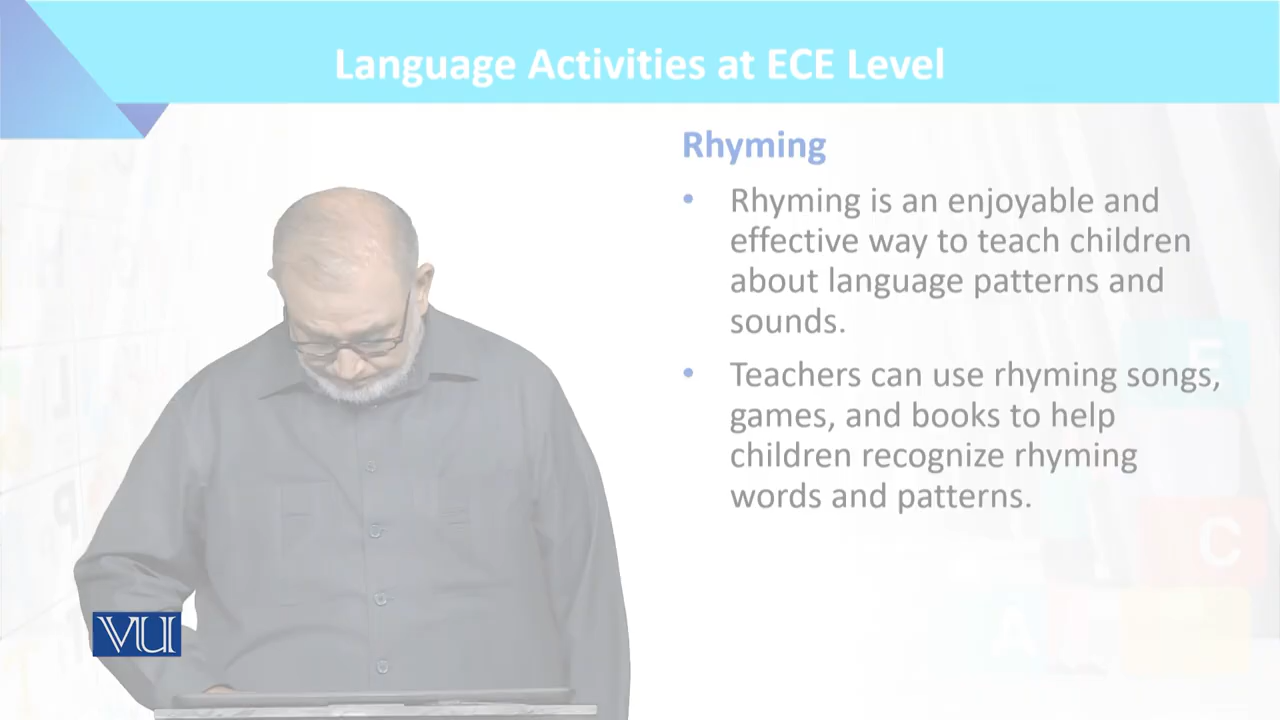 Language Activities at ECE Level
Rhyming
• Rhyming is an enjoyable and
effective way to teach children
about language patterns and
sounds.
• Teachers can use rhyming songs,
games, and books to help
children recognize rhyming
words and patterns.
E
C
A
VU